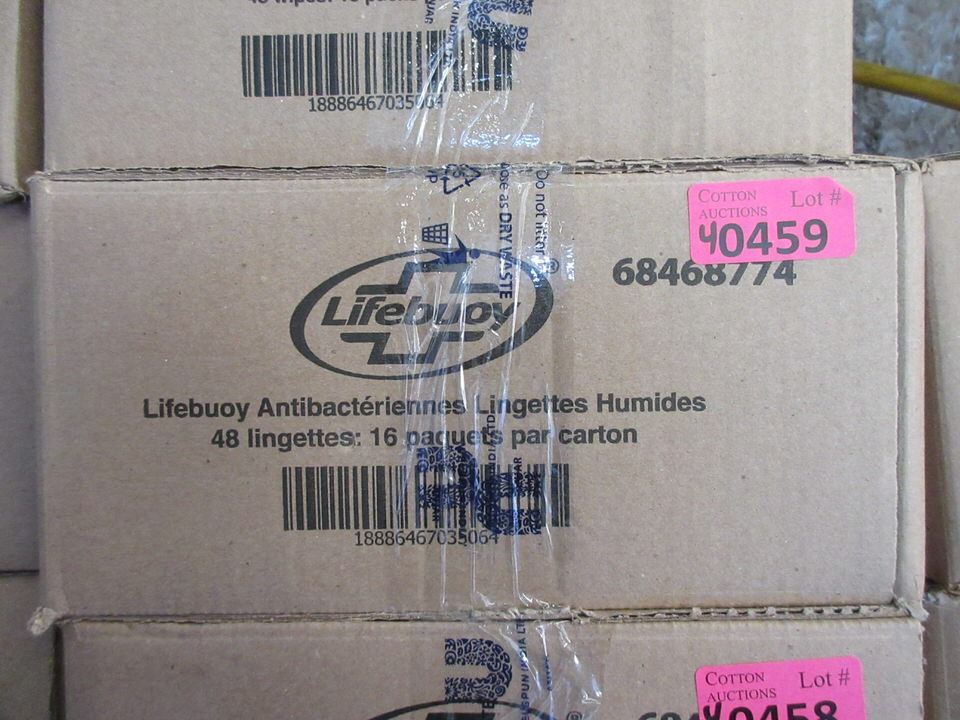 18886467035064
COTTON
AUCTIONS
Lot #
40459
Do not litter
DRY WASTE
68468774
Lifebuoy®
Lifebuoy Antibactériennes Lingettes Humides
48 lingettes: 16 paquets par carton
18886467035064
COTTON
AUCTIONS
Lot #
40458